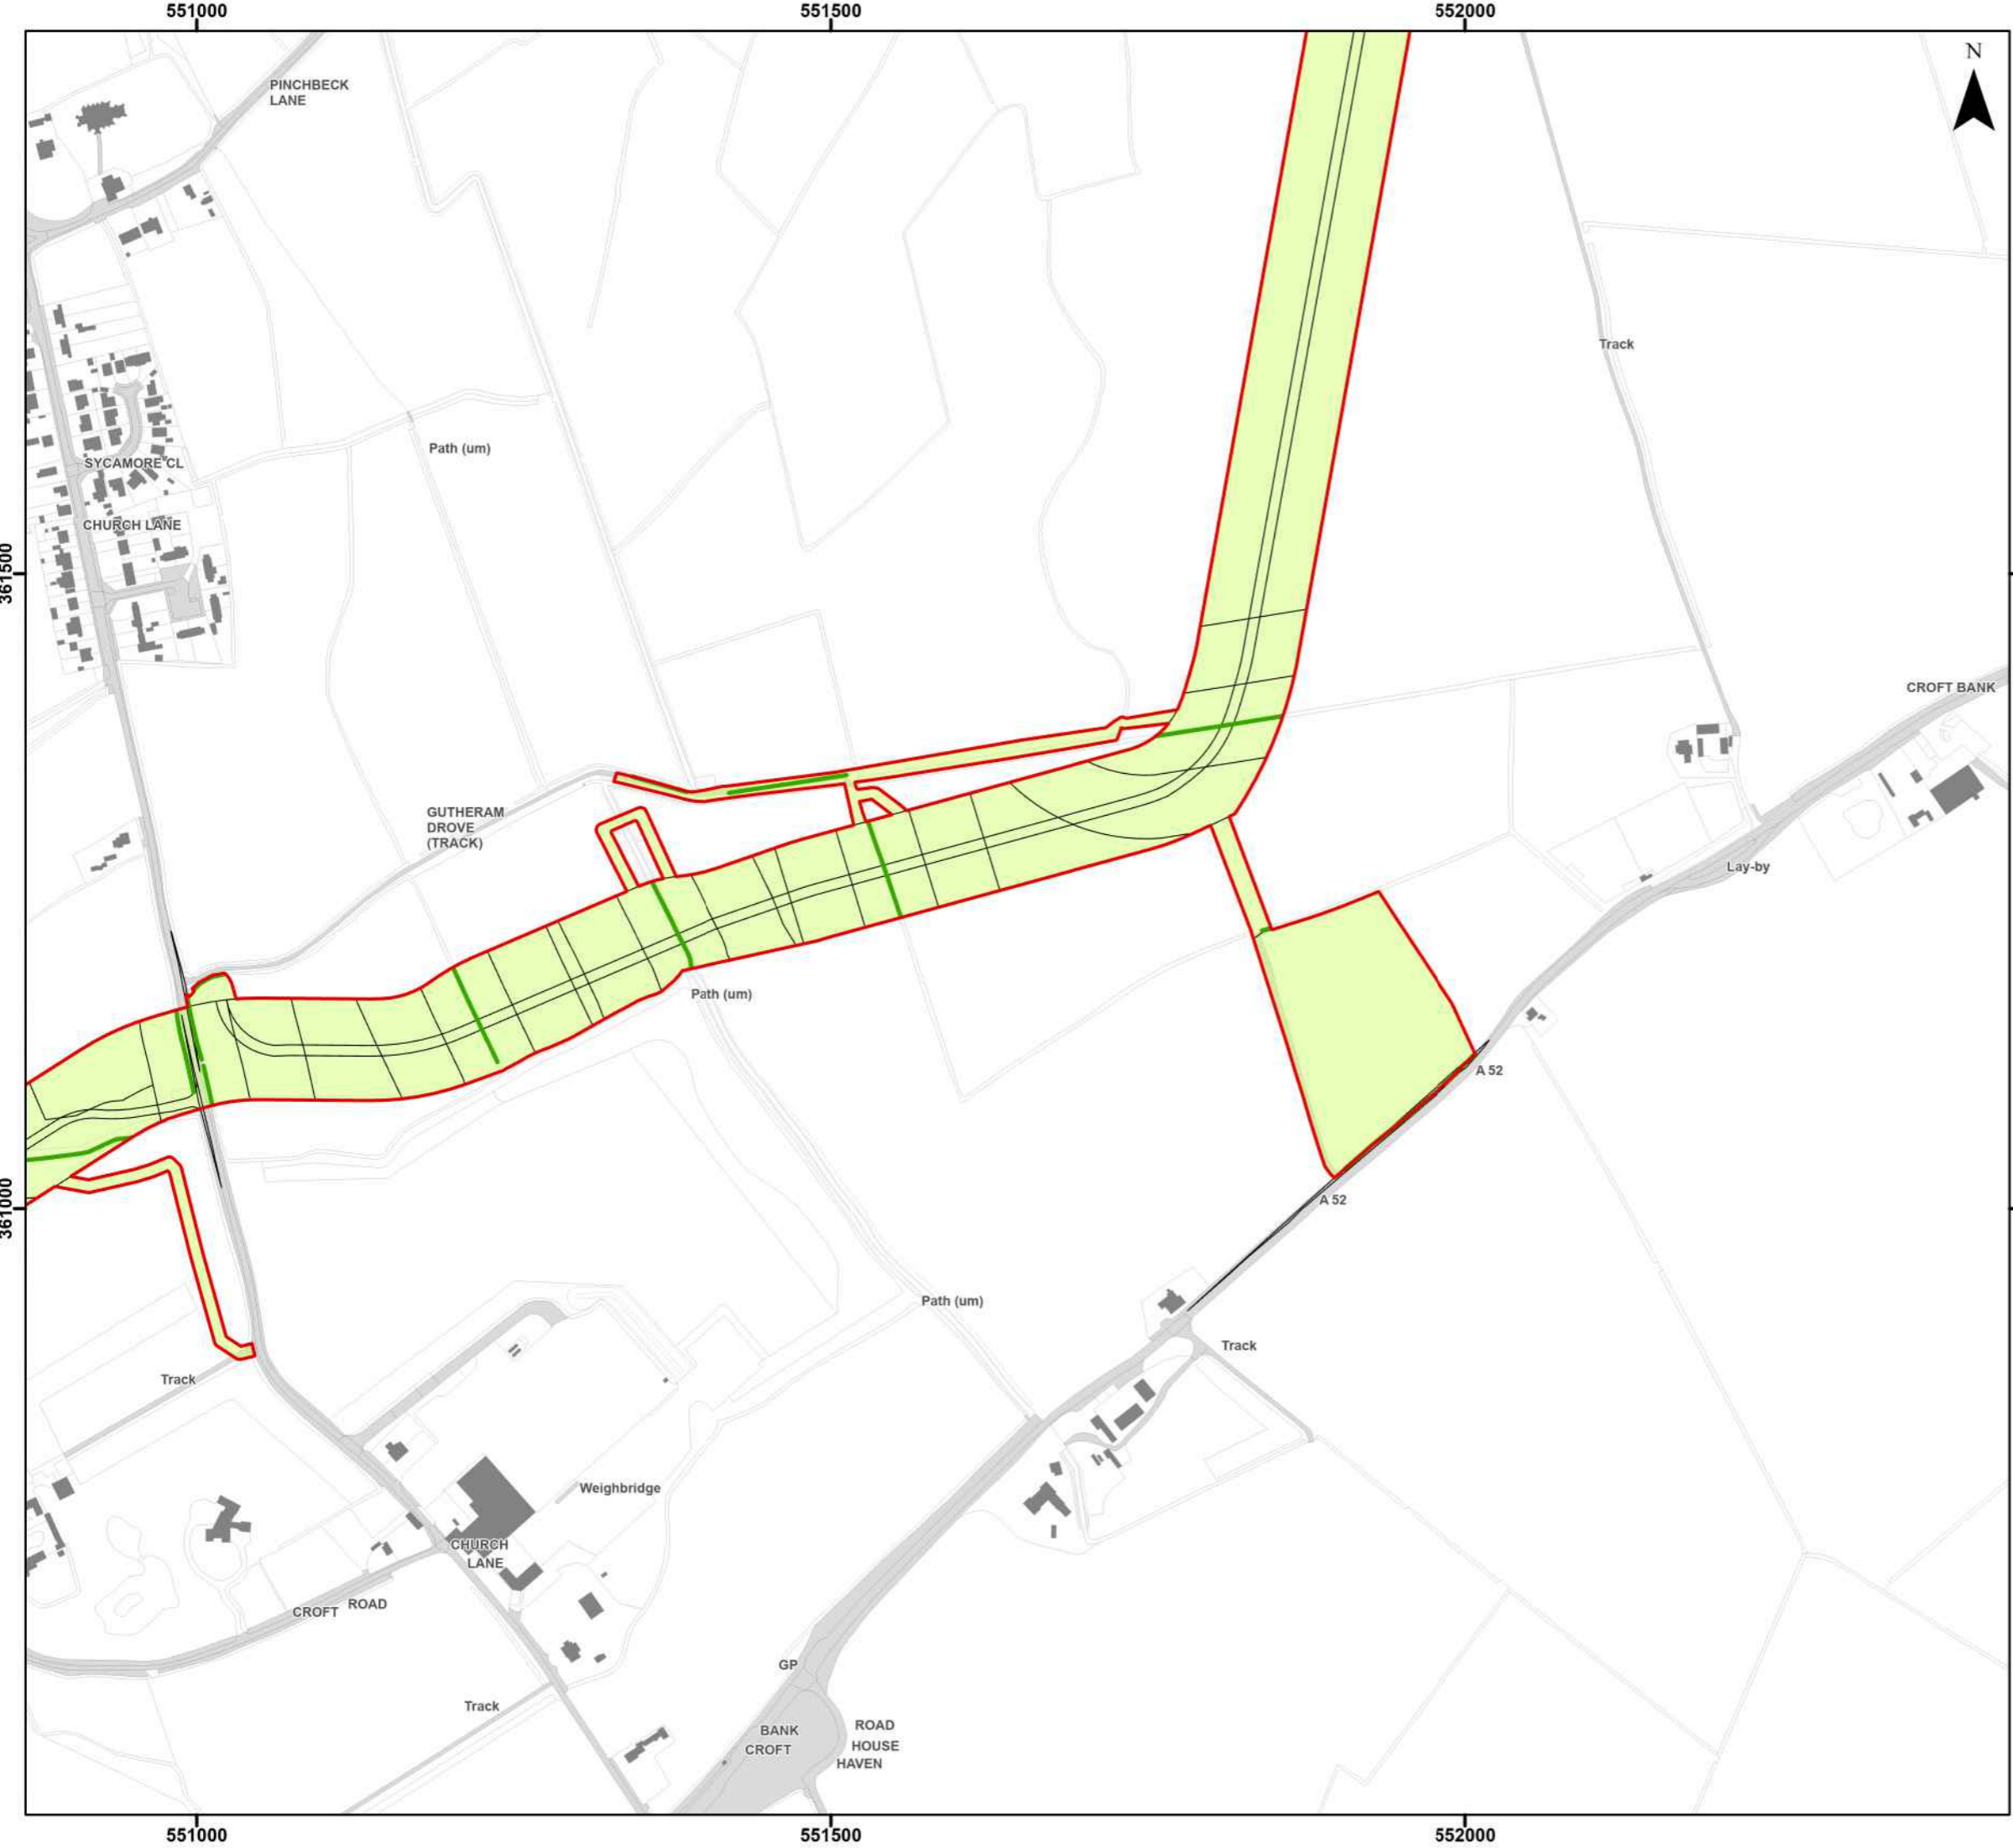 551000
551500
552000
N
PINCHBECK
LANE
Track
Path (um)
SYCAMORE CL
CHURCH LANE
361500
CROFT BANK
GUTHERAM
DROVE
(TRACK)
Lay-by
Path (um)
A 52
A 52
361000
Path (um)
Track
Track
Weighbridge
CHURCH
LANE
CROFT ROAD
GP
Track
BANK
CROFT
ROAD
HOUSE
HAVEN
551000
551500
552000